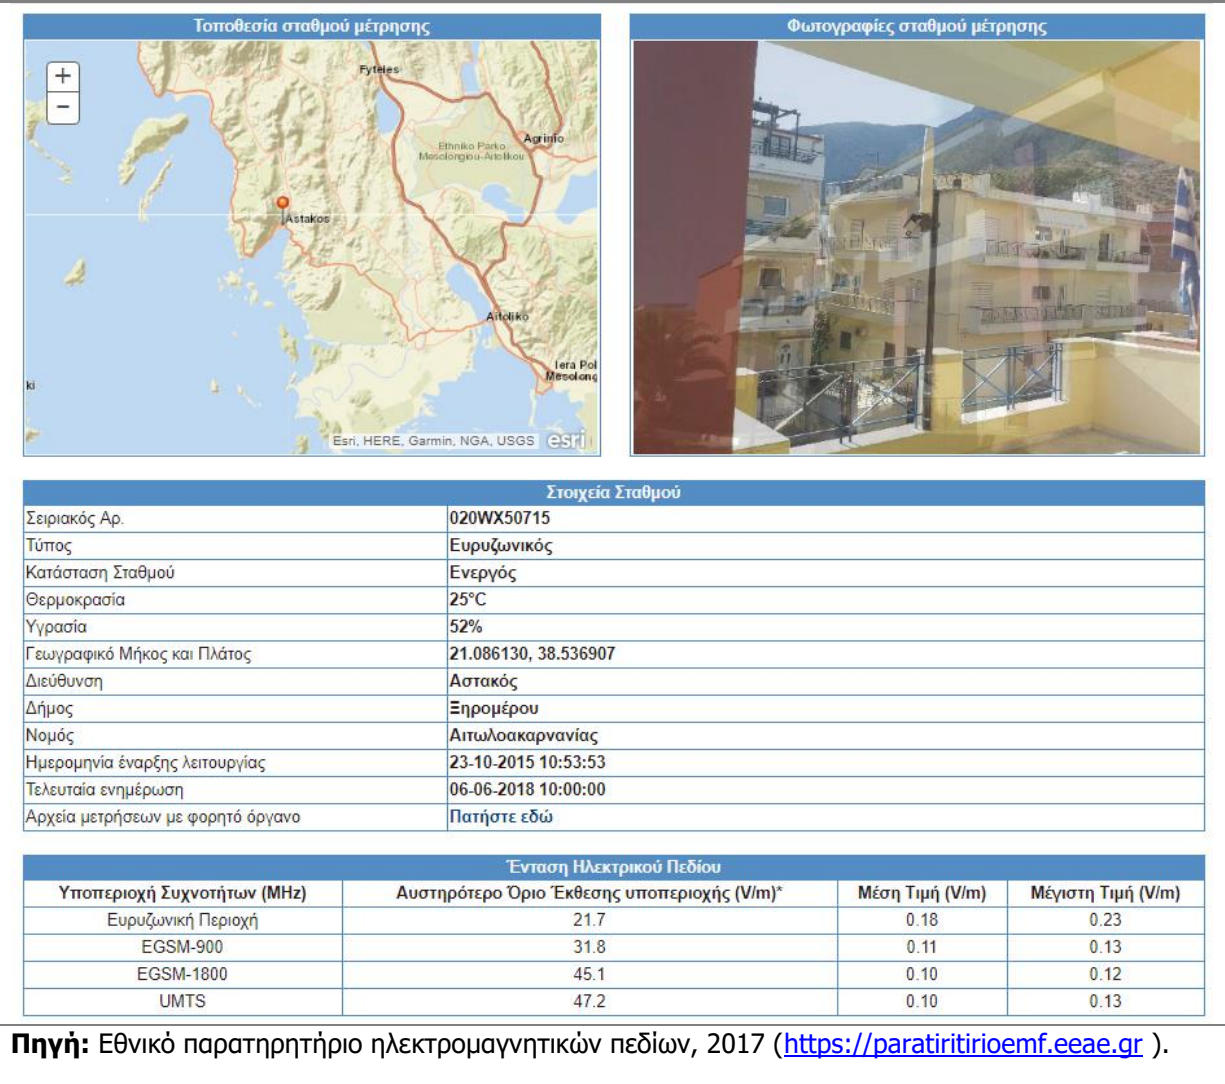 Τοποθεσία σταθμού μέτρησης
Φωτογραφίες σταθμού μέτρησης
+
−
Fyteies
Agrinio
Ethniko Parko
Mesolongiou-Aitolikou
Astakos
Aitoliko
Iera Pol
Mesolong
ki
Esri, HERE, Garmin, NGA, USGS
esri
Στοιχεία Σταθμού
Σειριακός Αρ. 020WX50715
Τύπος Ευρυζωνικός
Κατάσταση Σταθμού Ενεργός
Θερμοκρασία 25°C
Υγρασία 52%
Γεωγραφικό Μήκος και Πλάτος 21.086130, 38.536907
Διεύθυνση Αστακός
Δήμος Ξηρομέρου
Νομός Αιτωλοακαρνανίας
Ημερομηνία έναρξης λειτουργίας 23-10-2015 10:53:53
Τελευταία ενημέρωση 06-06-2018 10:00:00
Αρχεία μετρήσεων με φορητό όργανο Πατήστε εδώ
Ένταση Ηλεκτρικού Πεδίου
Υποπεριοχή Συχνοτήτων (MHz) Αυστηρότερο Όριο Έκθεσης υποπεριοχής (V/m)* Μέση Τιμή (V/m) Μέγιστη Τιμή (V/m)
Ευρυζωνική Περιοχή 21.7 0.18 0.23
EGSM-900 31.8 0.11 0.13
EGSM-1800 45.1 0.10 0.12
UMTS 47.2 0.10 0.13
Πηγή: Εθνικό παρατηρητήριο ηλεκτρομαγνητικών πεδίων, 2017 (https://paratiritirioemf.eeae.gr ).